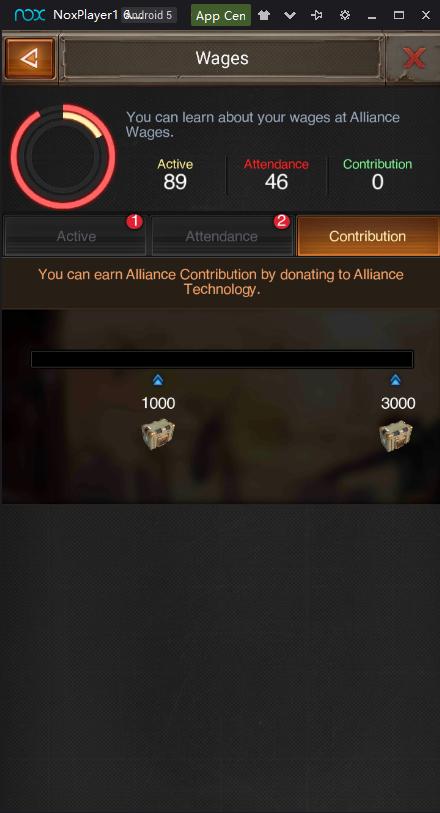 nox NoxPlayer1 6... Android 5 App Cen
Wages
You can learn about your wages at Alliance
Wages.
Active Attendance Contribution
89 46 0
Active 1 Attendance 2 Contribution
You can earn Alliance Contribution by donating to Alliance
Technology.
1000 3000